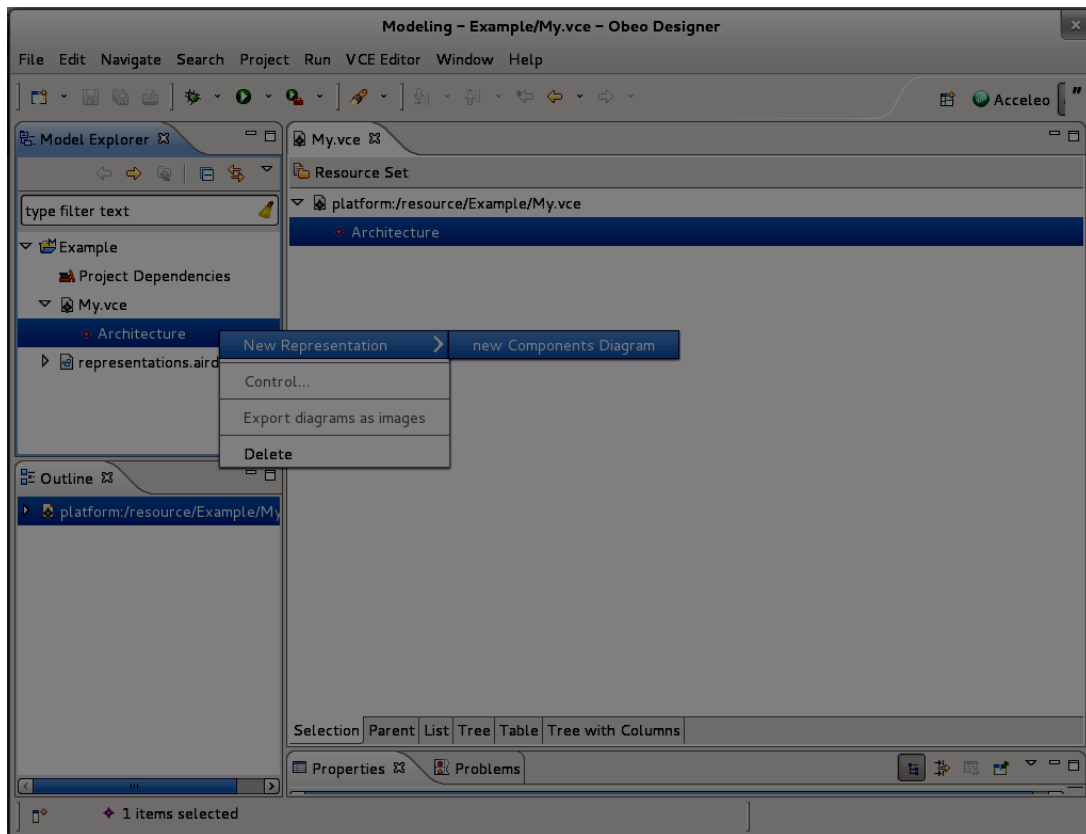 Modeling – Example/My.vce – Obeo Designer
File Edit Navigate Search Project Run VCE Editor Window Help
Acceleo
Model Explorer
My.vce
Resource Set
type filter text
platform:/resource/Example/My.vce
Architecture
Example
Project Dependencies
My.vce
Architecture
New Representation
new Components Diagram
representations.aird
Control...
Export diagrams as images
Delete
Outline
platform:/resource/Example/My
Selection Parent List Tree Table Tree with Columns
Properties Problems
1 items selected